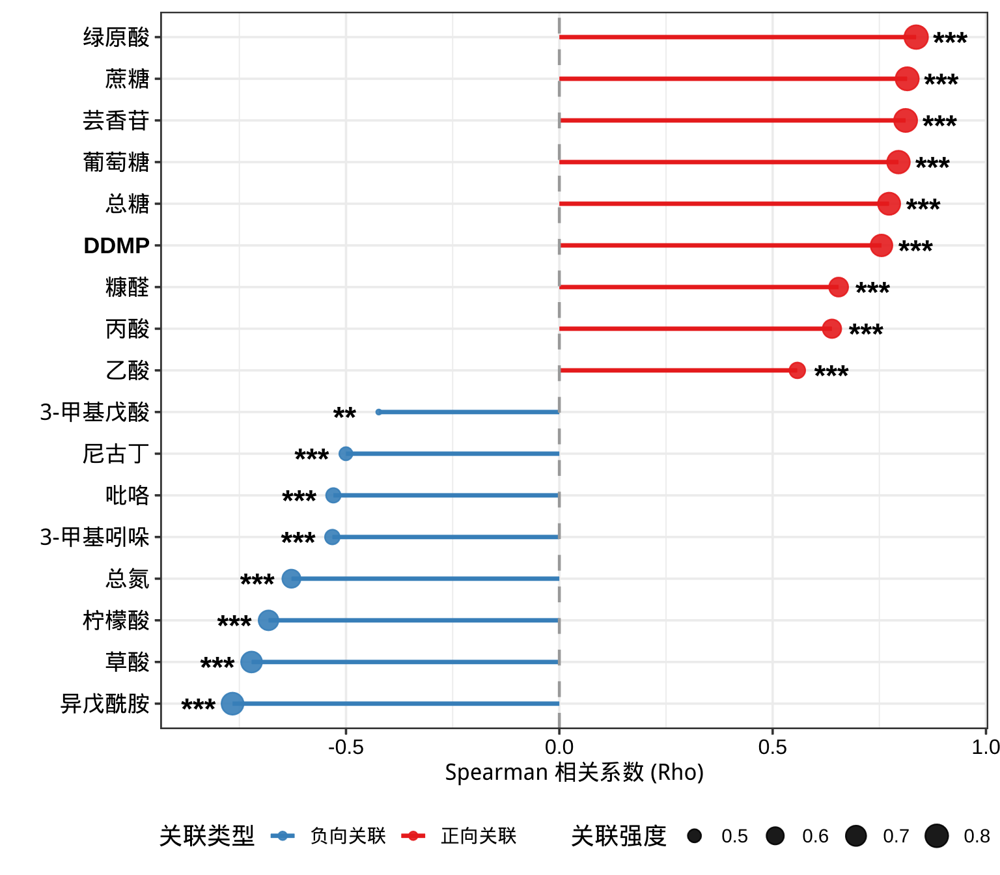 绿原酸 ***
蔗糖 ***
芸香苷 ***
葡萄糖 ***
总糖 ***
DDMP ***
糠醛 ***
丙酸 ***
乙酸 ***
3-甲基戊酸 **
尼古丁 ***
吡咯 ***
3-甲基吲哚 ***
总氮 ***
柠檬酸 ***
草酸 ***
异戊酰胺 ***
-0.5 0.0 0.5 1.0
Spearman 相关系数 (Rho)
关联类型 负向关联 正向关联 关联强度 0.5 0.6 0.7 0.8